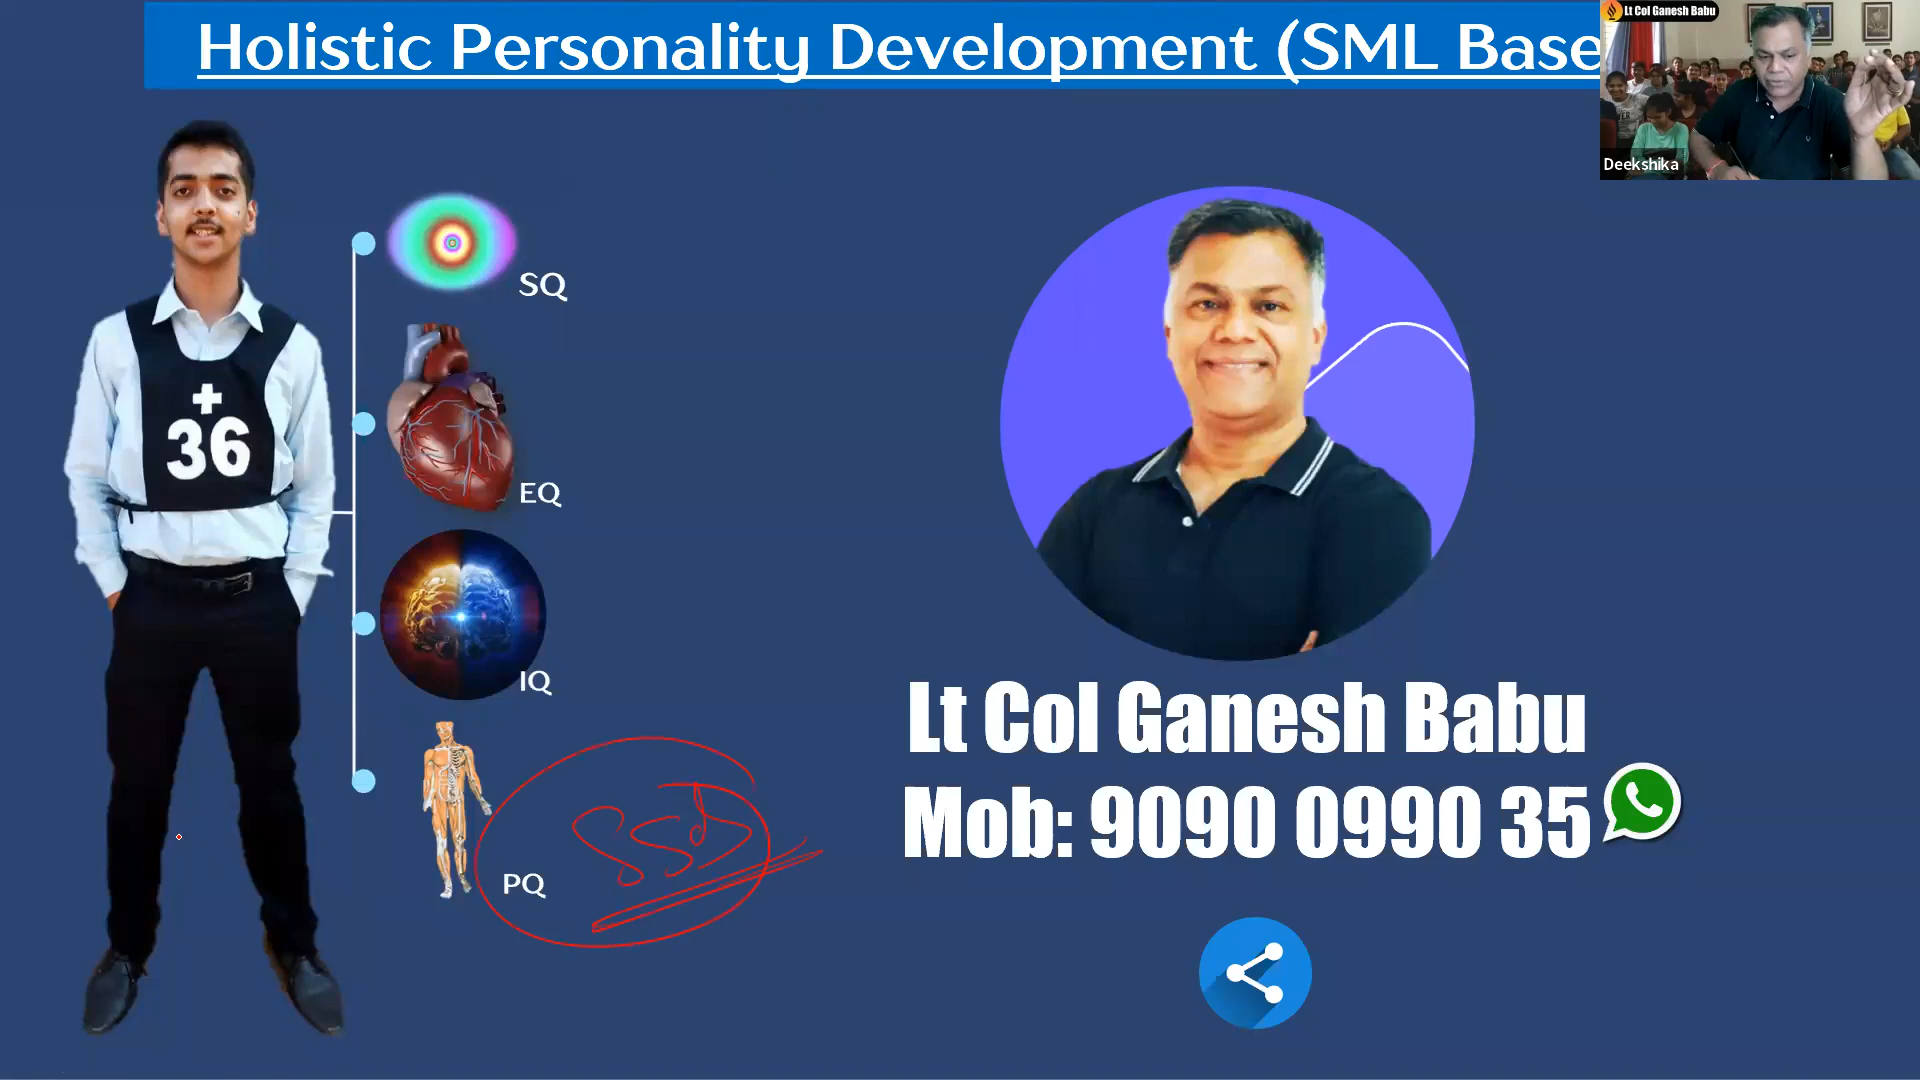 Holistic Personality Development (SML Base
Lt Col Ganesh Babu
Deekshika
SQ
EQ
+
36
IQ
PQ
SSB
Lt Col Ganesh Babu
Mob: 9090 0990 35